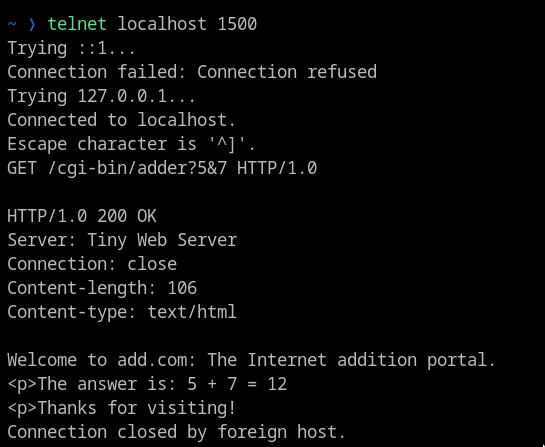 ~ ❯ telnet localhost 1500
Trying ::1...
Connection failed: Connection refused
Trying 127.0.0.1...
Connected to localhost.
Escape character is '^]'.
GET /cgi-bin/adder?5&7 HTTP/1.0

HTTP/1.0 200 OK
Server: Tiny Web Server
Connection: close
Content-length: 106
Content-type: text/html

Welcome to add.com: The Internet addition portal.
<p>The answer is: 5 + 7 = 12
<p>Thanks for visiting!
Connection closed by foreign host.